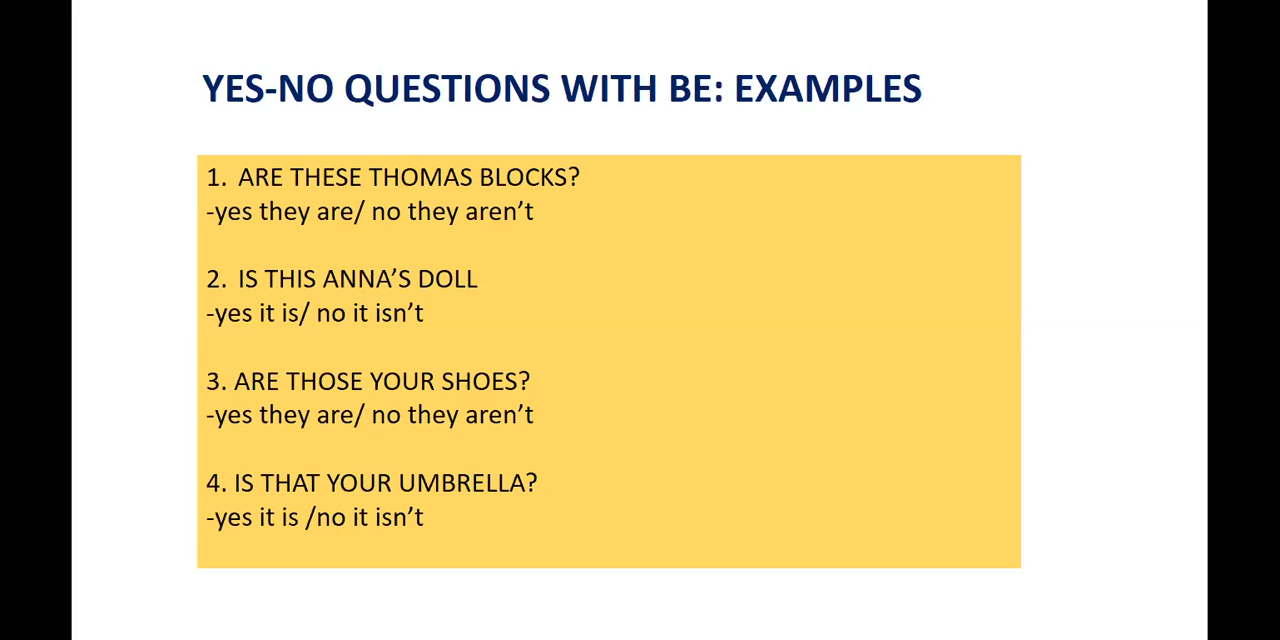 YES-NO QUESTIONS WITH BE: EXAMPLES
1. ARE THESE THOMAS BLOCKS?
-yes they are/ no they aren’t
2. IS THIS ANNA’S DOLL
-yes it is/ no it isn’t
3. ARE THOSE YOUR SHOES?
-yes they are/ no they aren’t
4. IS THAT YOUR UMBRELLA?
-yes it is /no it isn’t